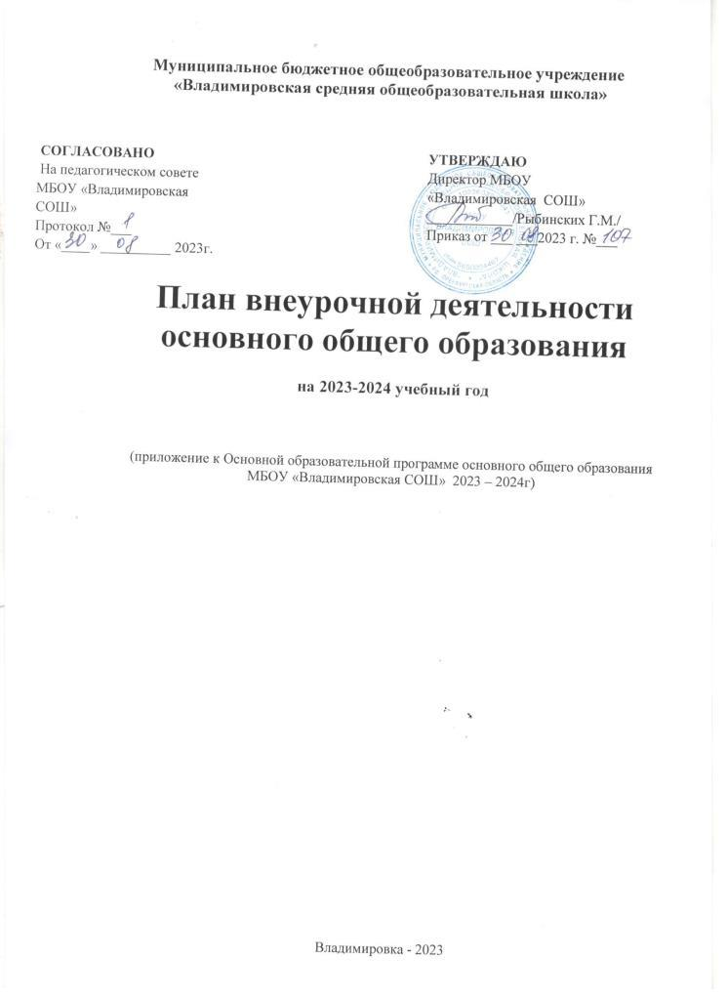 Муниципальное бюджетное общеобразовательное учреждение
«Владимировская средняя общеобразовательная школа»
СОГЛАСОВАНО
На педагогическом совете
МБОУ «Владимировская
СОШ»
Протокол № 1
От «30» 08 2023г.
УТВЕРЖДАЮ
Директор МБОУ
«Владимировская СОШ»
/Рыбинских Г.М./
Приказ от 30 08 2023 г. № 107
План внеурочной деятельности
основного общего образования
на 2023-2024 учебный год
(приложение к Основной образовательной программе основного общего образования
МБОУ «Владимировская СОШ» 2023 – 2024г)
Владимировка - 2023